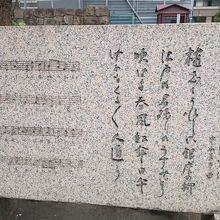 植ゑてうれしい銀座の柳
江戸の名残のうすみどり
吹けよ春風紅傘日傘
けふもくるくる人通り